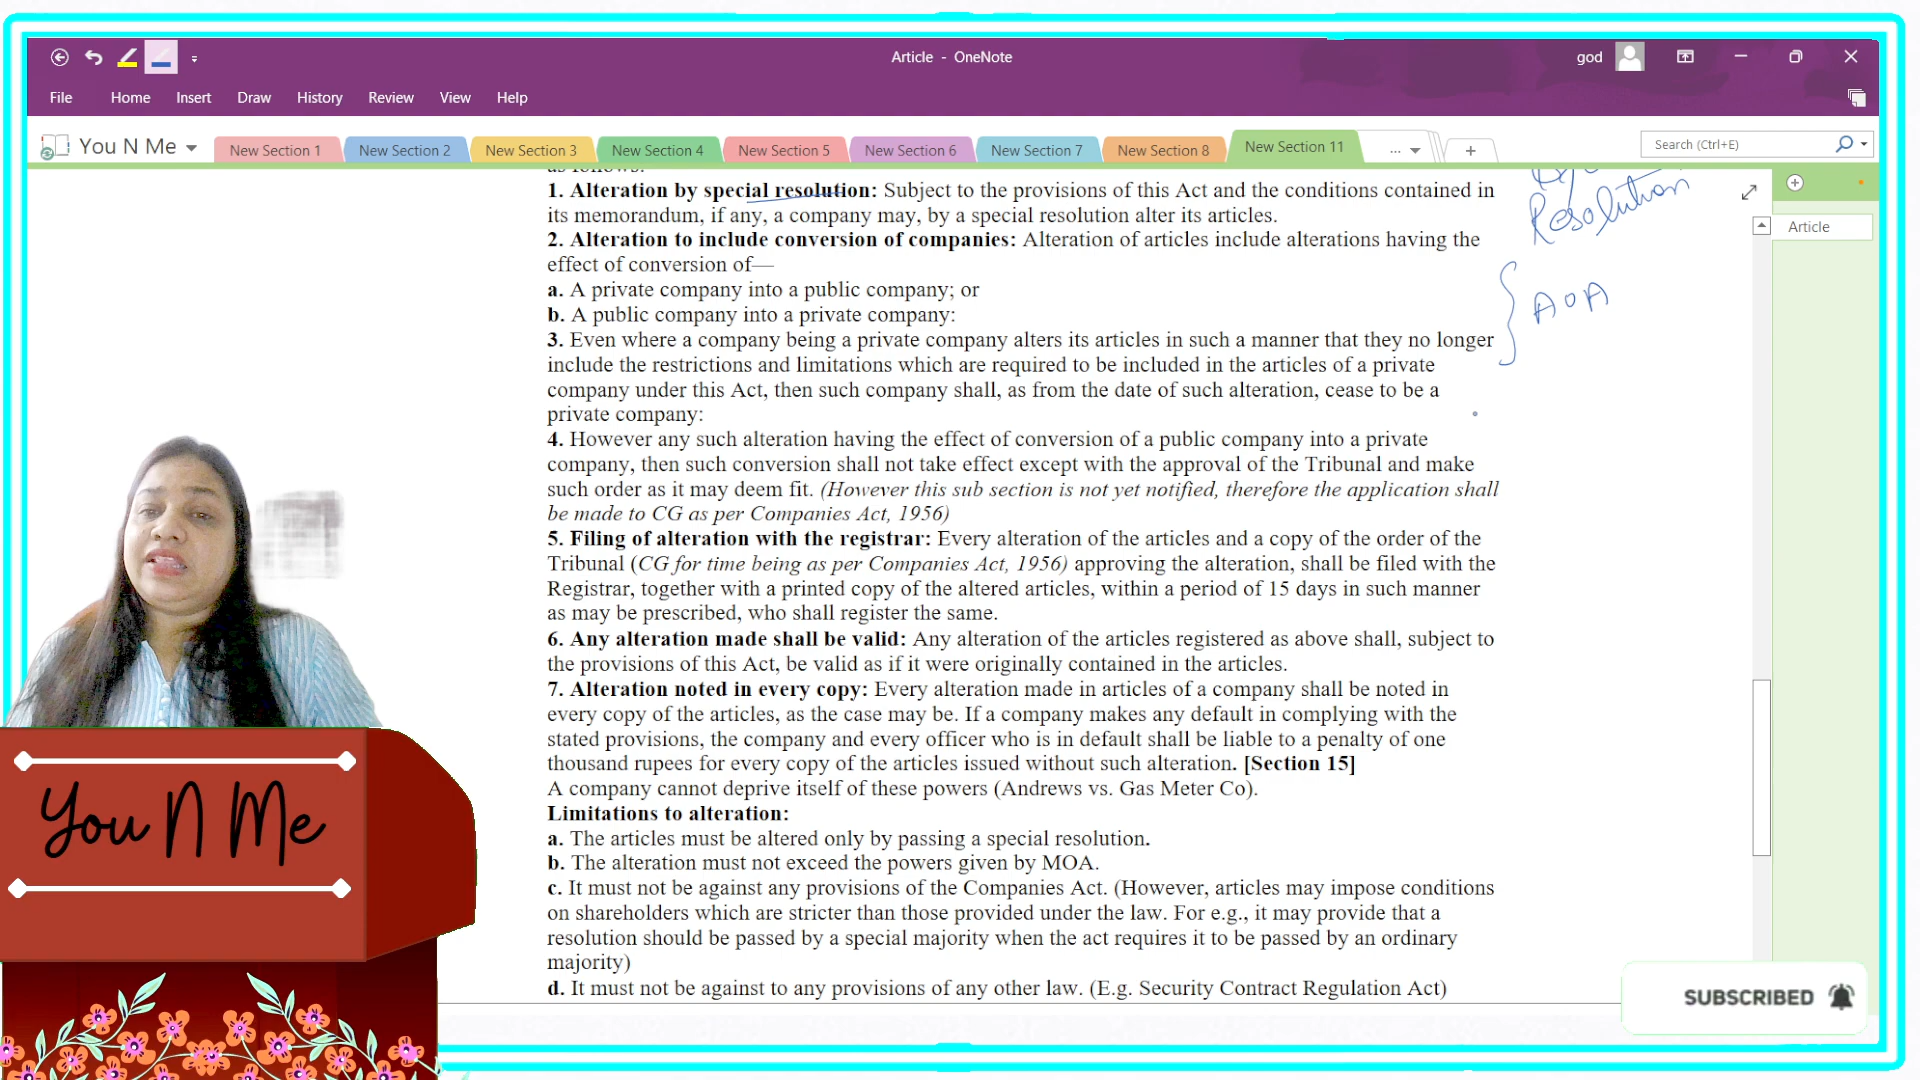 Article - OneNote
god
File Home Insert Draw History Review View Help
You N Me
New Section 1 New Section 2 New Section 3 New Section 4 New Section 5 New Section 6 New Section 7 New Section 8 New Section 11 ... +
Search (Ctrl+E)
Article
as follows:
1. Alteration by special resolution: Subject to the provisions of this Act and the conditions contained in
its memorandum, if any, a company may, by a special resolution alter its articles.
2. Alteration to include conversion of companies: Alteration of articles include alterations having the
effect of conversion of—
a. A private company into a public company; or
b. A public company into a private company:
3. Even where a company being a private company alters its articles in such a manner that they no longer
include the restrictions and limitations which are required to be included in the articles of a private
company under this Act, then such company shall, as from the date of such alteration, cease to be a
private company:
4. However any such alteration having the effect of conversion of a public company into a private
company, then such conversion shall not take effect except with the approval of the Tribunal and make
such order as it may deem fit. (However this sub section is not yet notified, therefore the application shall
be made to CG as per Companies Act, 1956)
5. Filing of alteration with the registrar: Every alteration of the articles and a copy of the order of the
Tribunal (CG for time being as per Companies Act, 1956) approving the alteration, shall be filed with the
Registrar, together with a printed copy of the altered articles, within a period of 15 days in such manner
as may be prescribed, who shall register the same.
6. Any alteration made shall be valid: Any alteration of the articles registered as above shall, subject to
the provisions of this Act, be valid as if it were originally contained in the articles.
7. Alteration noted in every copy: Every alteration made in articles of a company shall be noted in
every copy of the articles, as the case may be. If a company makes any default in complying with the
stated provisions, the company and every officer who is in default shall be liable to a penalty of one
thousand rupees for every copy of the articles issued without such alteration. [Section 15]
A company cannot deprive itself of these powers (Andrews vs. Gas Meter Co).
Limitations to alteration:
a. The articles must be altered only by passing a special resolution.
b. The alteration must not exceed the powers given by MOA.
c. It must not be against any provisions of the Companies Act. (However, articles may impose conditions
on shareholders which are stricter than those provided under the law. For e.g., it may provide that a
resolution should be passed by a special majority when the act requires it to be passed by an ordinary
majority)
d. It must not be against to any provisions of any other law. (E.g. Security Contract Regulation Act)
Resolution
AOA
You N Me
SUBSCRIBED